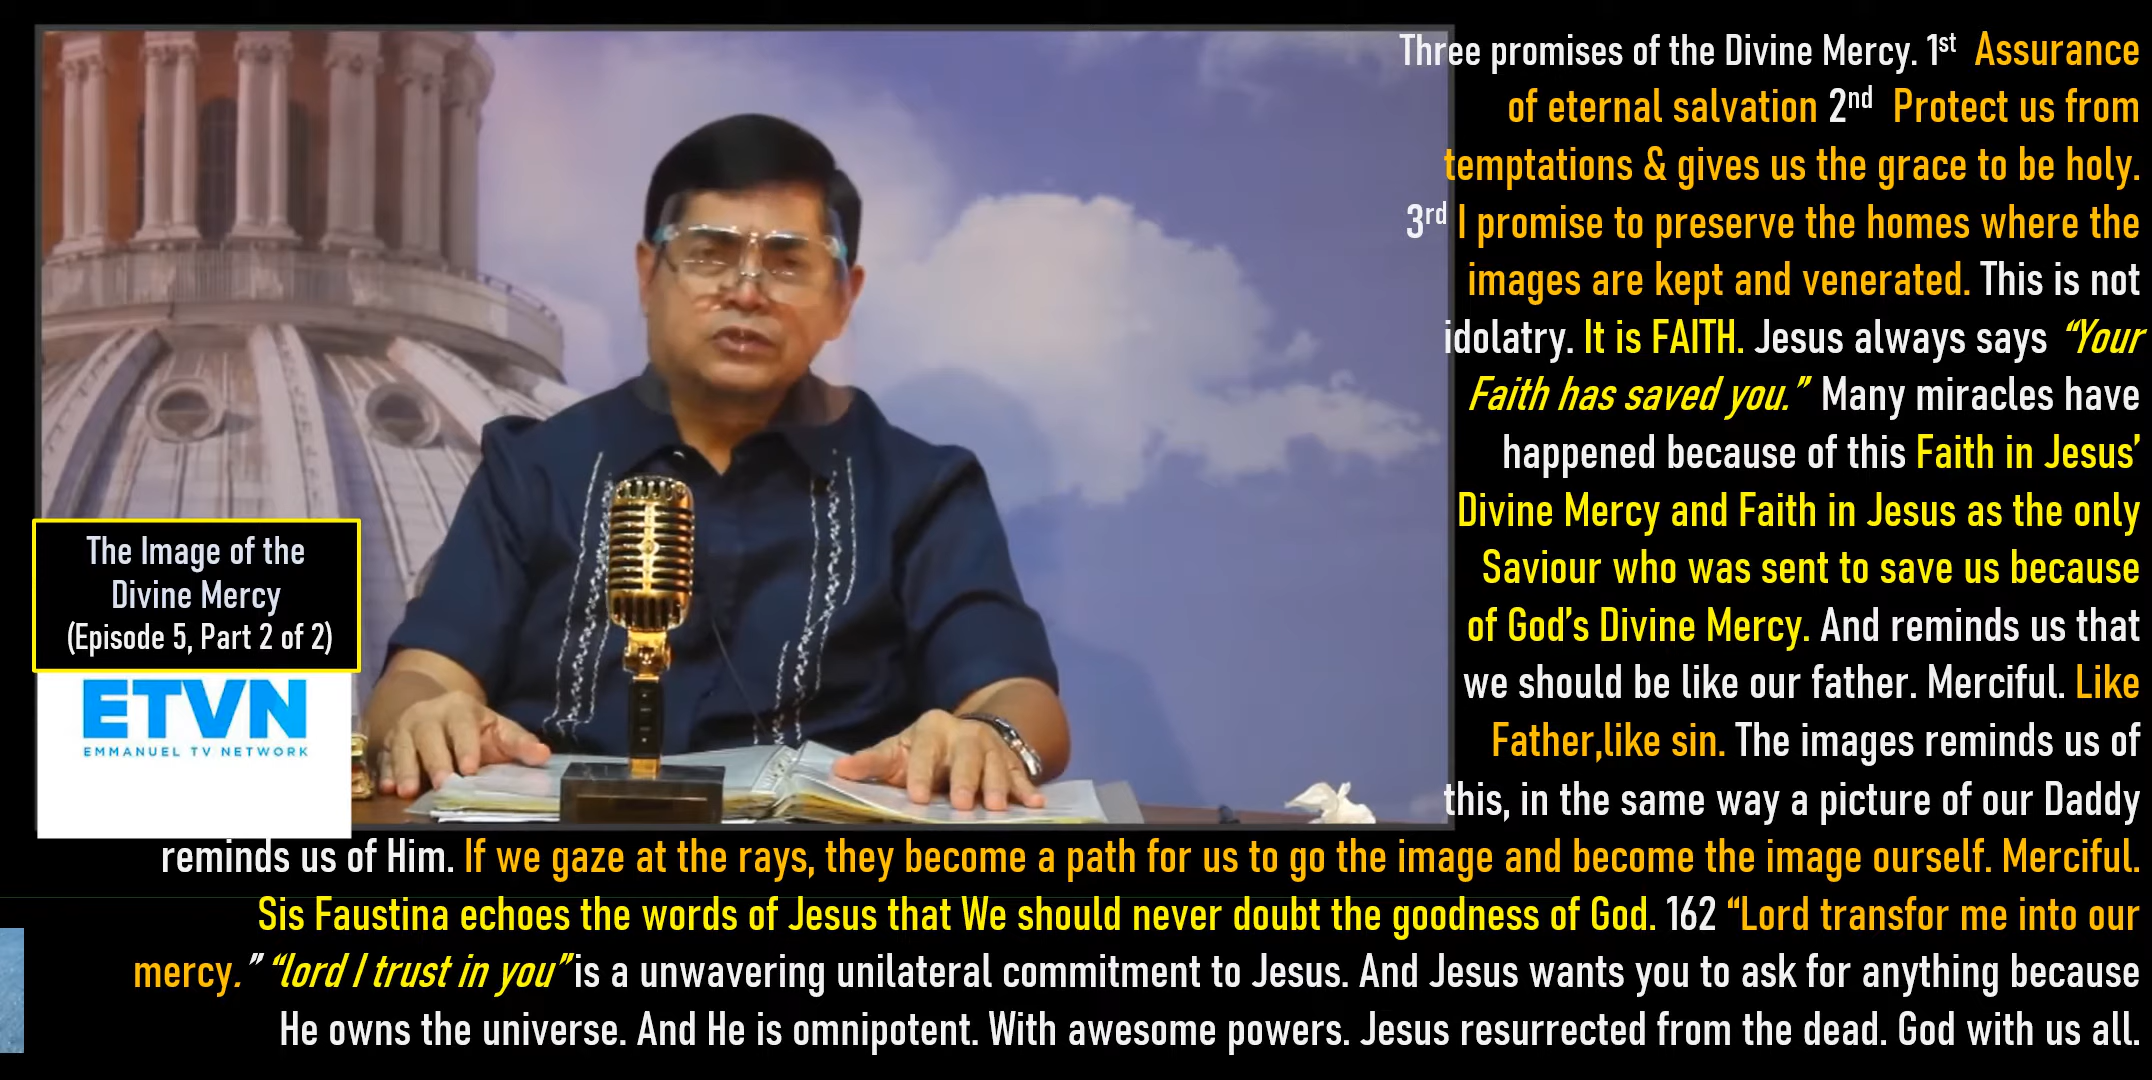 Three promises of the Divine Mercy. 1st Assurance
of eternal salvation 2nd Protect us from
temptations & gives us the grace to be holy.
3rd I promise to preserve the homes where the
images are kept and venerated. This is not
idolatry. It is FAITH. Jesus always says “Your
Faith has saved you.” Many miracles have
happened because of this Faith in Jesus’
Divine Mercy and Faith in Jesus as the only
Saviour who was sent to save us because
of God’s Divine Mercy. And reminds us that
we should be like our father. Merciful. Like
Father,like sin. The images reminds us of
this, in the same way a picture of our Daddy
reminds us of Him. If we gaze at the rays, they become a path for us to go the image and become the image ourself. Merciful.
Sis Faustina echoes the words of Jesus that We should never doubt the goodness of God. 162 “Lord transfor me into our
mercy.” “lord I trust in you”is a unwavering unilateral commitment to Jesus. And Jesus wants you to ask for anything because
He owns the universe. And He is omnipotent. With awesome powers. Jesus resurrected from the dead. God with us all.
The Image of the
Divine Mercy
(Episode 5, Part 2 of 2)
ETVN
EMMANUEL TV NETWORK